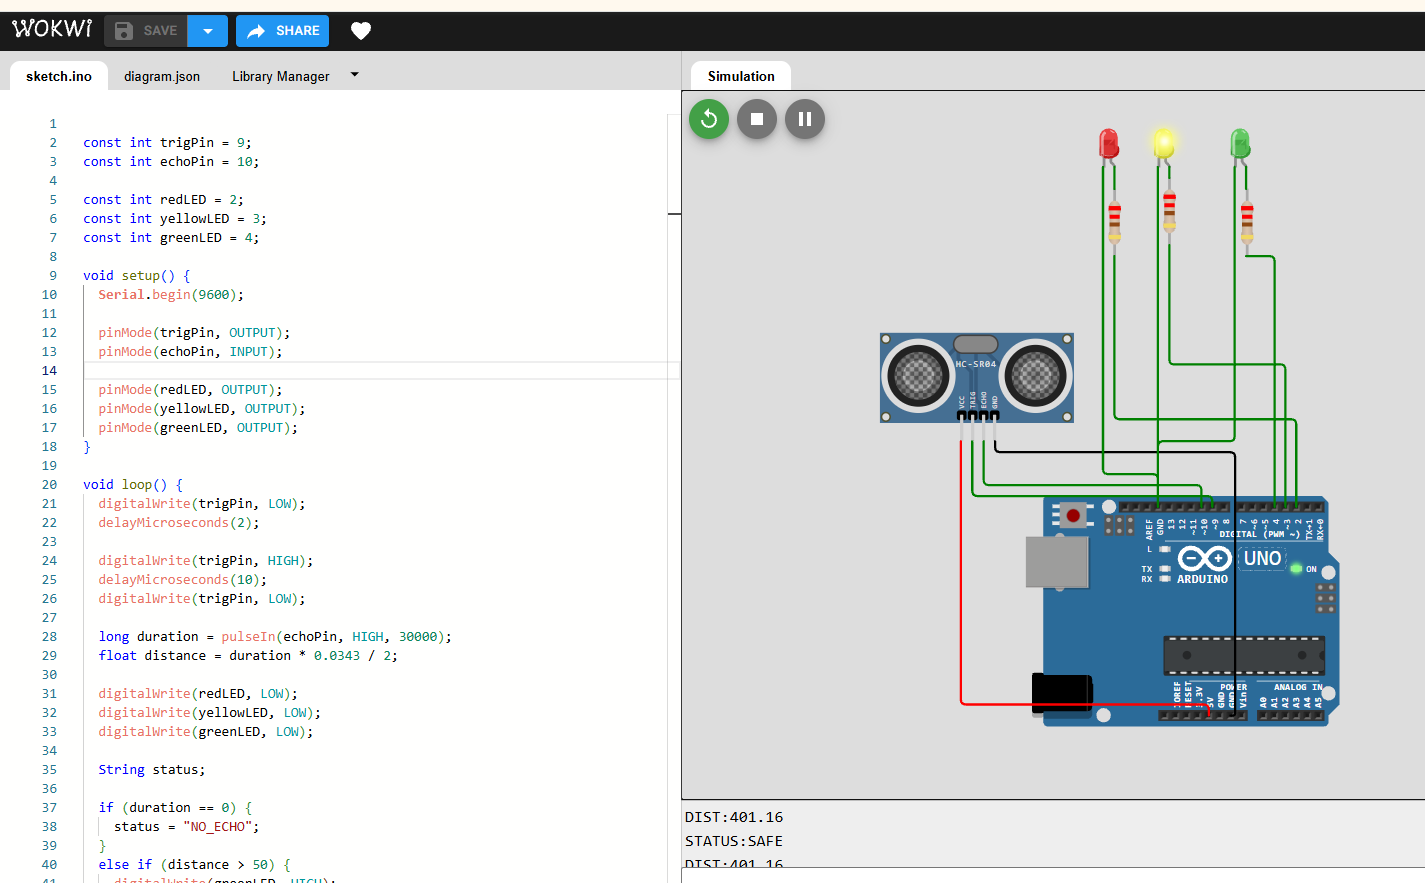 WOKWi
SAVE
SHARE
sketch.ino
diagram.json
Library Manager
Simulation
1
2 const int trigPin = 9;
3 const int echoPin = 10;
4
5 const int redLED = 2;
6 const int yellowLED = 3;
7 const int greenLED = 4;
8
9 void setup() {
10 Serial.begin(9600);
11
12 pinMode(trigPin, OUTPUT);
13 pinMode(echoPin, INPUT);
14
15 pinMode(redLED, OUTPUT);
16 pinMode(yellowLED, OUTPUT);
17 pinMode(greenLED, OUTPUT);
18 }
19
20 void loop() {
21 digitalWrite(trigPin, LOW);
22 delayMicroseconds(2);
23
24 digitalWrite(trigPin, HIGH);
25 delayMicroseconds(10);
26 digitalWrite(trigPin, LOW);
27
28 long duration = pulseIn(echoPin, HIGH, 30000);
29 float distance = duration * 0.0343 / 2;
30
31 digitalWrite(redLED, LOW);
32 digitalWrite(yellowLED, LOW);
33 digitalWrite(greenLED, LOW);
34
35 String status;
36
37 if (duration == 0) {
38 status = "NO_ECHO";
39 }
40 else if (distance > 50) {
41 digitalWrite(greenLED, HIGH);
HC-SR04
VCC
TRIG
ECHO
GND
AREF
GND
13
12
~11
~10
~9
8
7
~6
~5
4
~3
2
TX→1
RX←0
DIGITAL (PWM ~)
L
TX
RX
UNO
ARDUINO
ON
IOREF
RESET
3.3V
5V
GND
GND
Vin
POWER
ANALOG IN
A0
A1
A2
A3
A4
A5
DIST:401.16
STATUS:SAFE
DIST:401.16